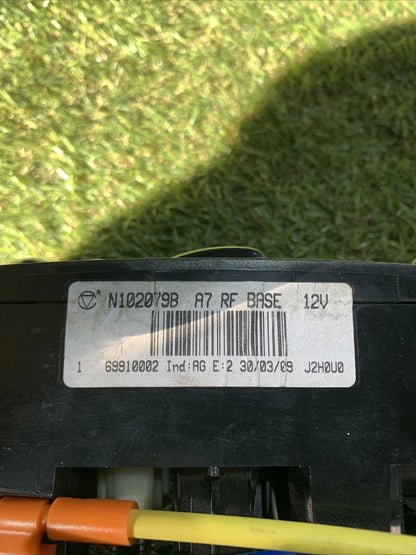 N102079B A7 RF BASE 12V
1 69910002 Ind:AG E:2 30/03/09 J2H0U0